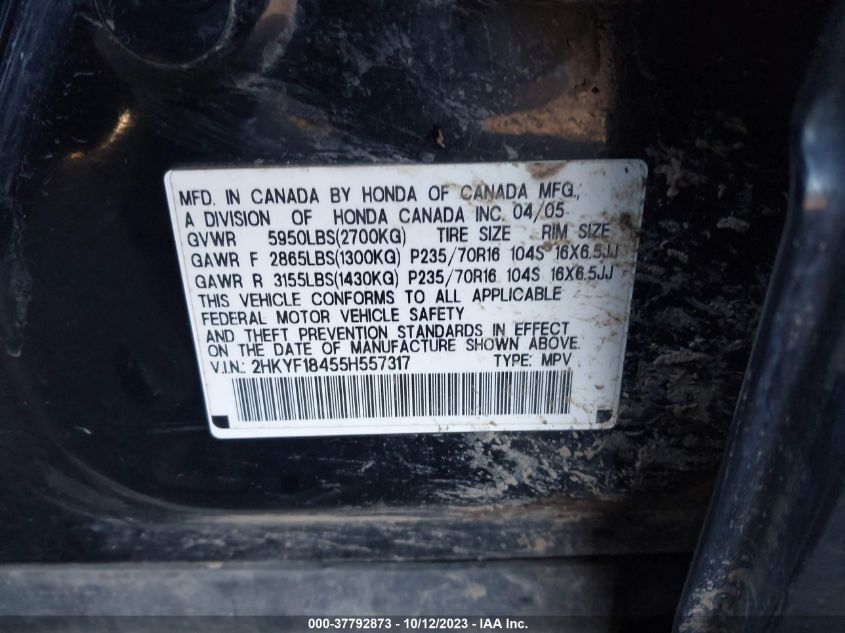 MFD. IN CANADA BY HONDA OF CANADA MFG.,
A DIVISION OF HONDA CANADA INC. 04/05
GVWR 5950LBS(2700KG) TIRE SIZE RIM SIZE
GAWR F 2865LBS(1300KG) P235/70R16 104S 16X6.5JJ
GAWR R 3155LBS(1430KG) P235/70R16 104S 16X6.5JJ
THIS VEHICLE CONFORMS TO ALL APPLICABLE
FEDERAL MOTOR VEHICLE SAFETY
AND THEFT PREVENTION STANDARDS IN EFFECT
ON THE DATE OF MANUFACTURE SHOWN ABOVE.
V.I.N.: 2HKYF18455H557317 TYPE: MPV
000-37792873 - 10/12/2023 - IAA Inc.